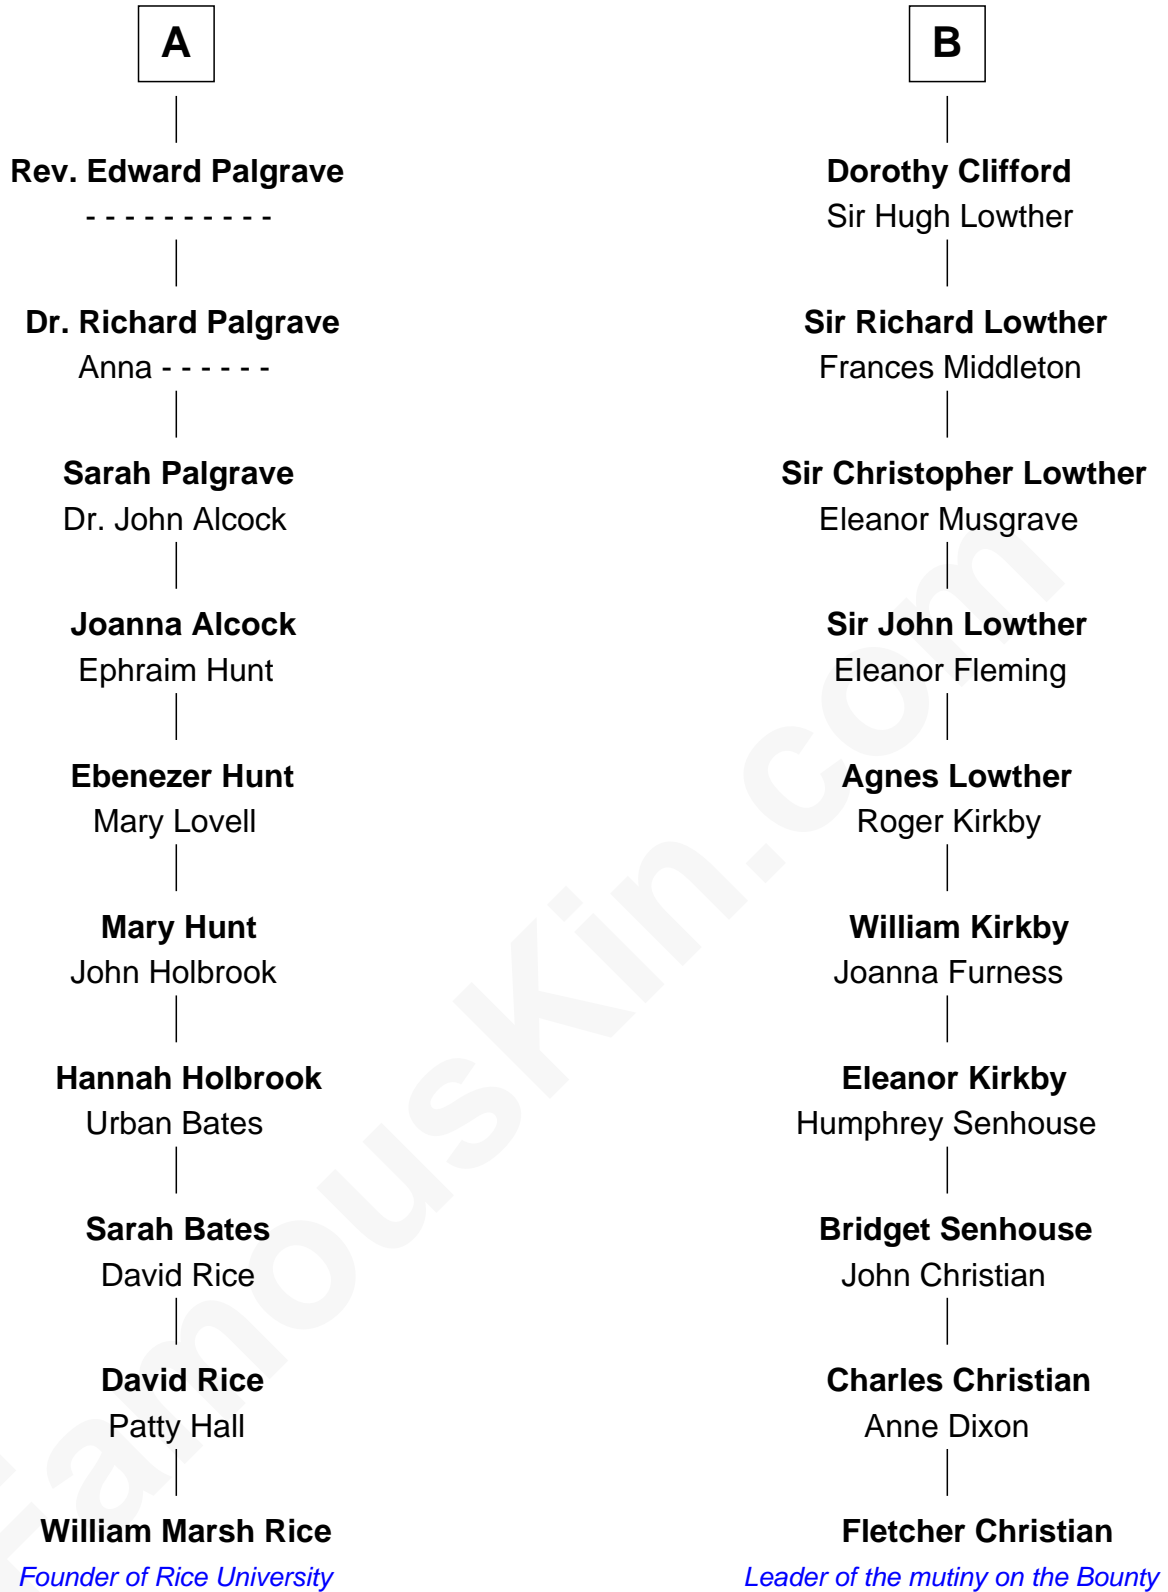 A
Rev. Edward Palgrave
- - - - - - - - - -
Dr. Richard Palgrave
Anna - - - - - -
Sarah Palgrave
Dr. John Alcock
Joanna Alcock
Ephraim Hunt
Ebenezer Hunt
Mary Lovell
Mary Hunt
John Holbrook
Hannah Holbrook
Urban Bates
Sarah Bates
David Rice
David Rice
Patty Hall
William Marsh Rice
Founder of Rice University
B
Dorothy Clifford
Sir Hugh Lowther
Sir Richard Lowther
Frances Middleton
Sir Christopher Lowther
Eleanor Musgrave
Sir John Lowther
Eleanor Fleming
Agnes Lowther
Roger Kirkby
William Kirkby
Joanna Furness
Eleanor Kirkby
Humphrey Senhouse
Bridget Senhouse
John Christian
Charles Christian
Anne Dixon
Fletcher Christian
Leader of the mutiny on the Bounty
FamousKin.com